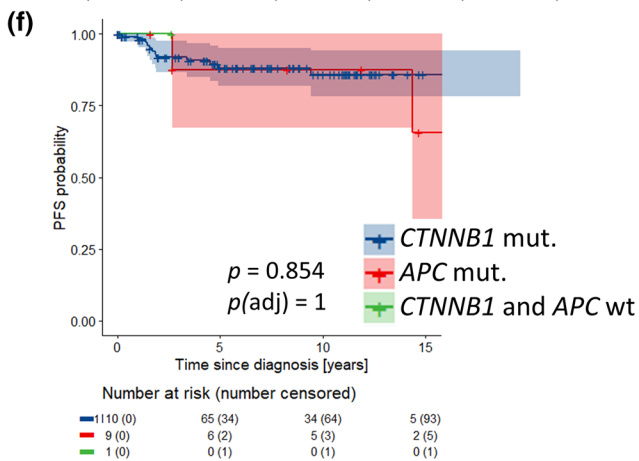 (f)
1.00
0.75
0.50
0.25
0.00
PFS probability
CTNNB1 mut.
APC mut.
CTNNB1 and APC wt
p = 0.854
p(adj) = 1
0 5 10 15
Time since diagnosis [years]
Number at risk (number censored)
110 (0) 65 (34) 34 (64) 5 (93)
9 (0) 6 (2) 5 (3) 2 (5)
1 (0) 0 (1) 0 (1) 0 (1)